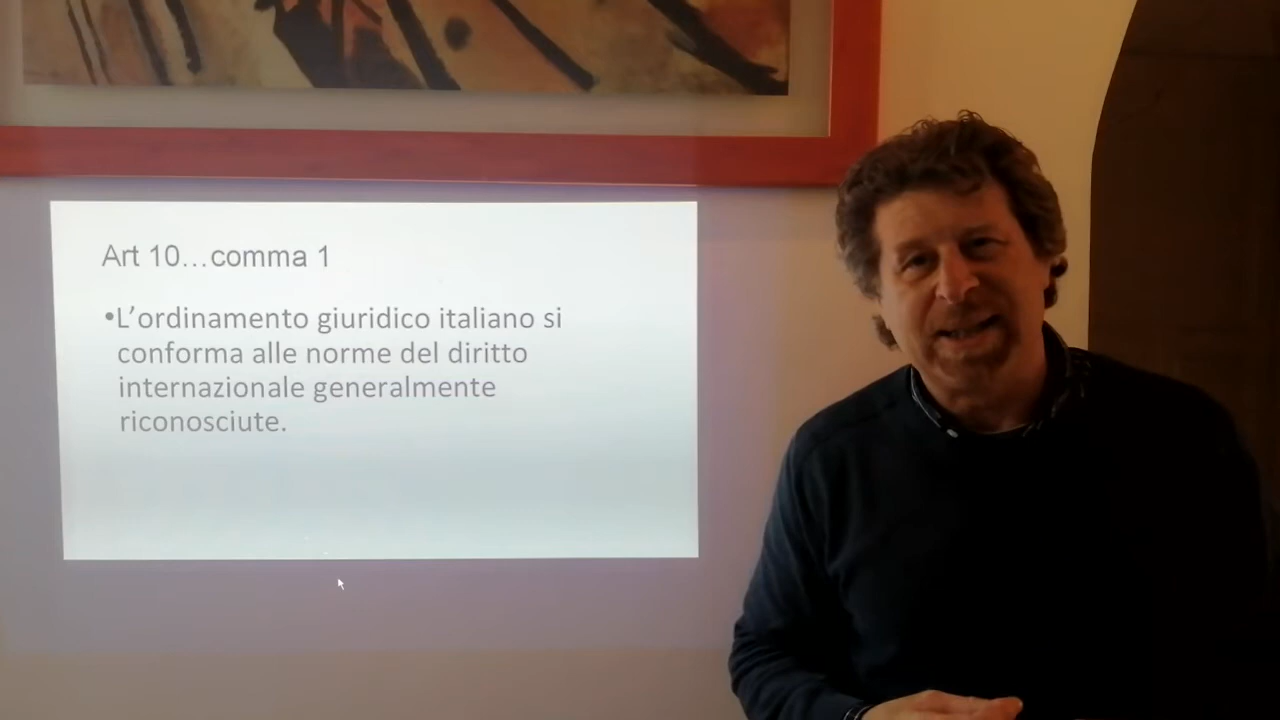 Art 10...comma 1
•L’ordinamento giuridico italiano si
conforma alle norme del diritto
internazionale generalmente
riconosciute.